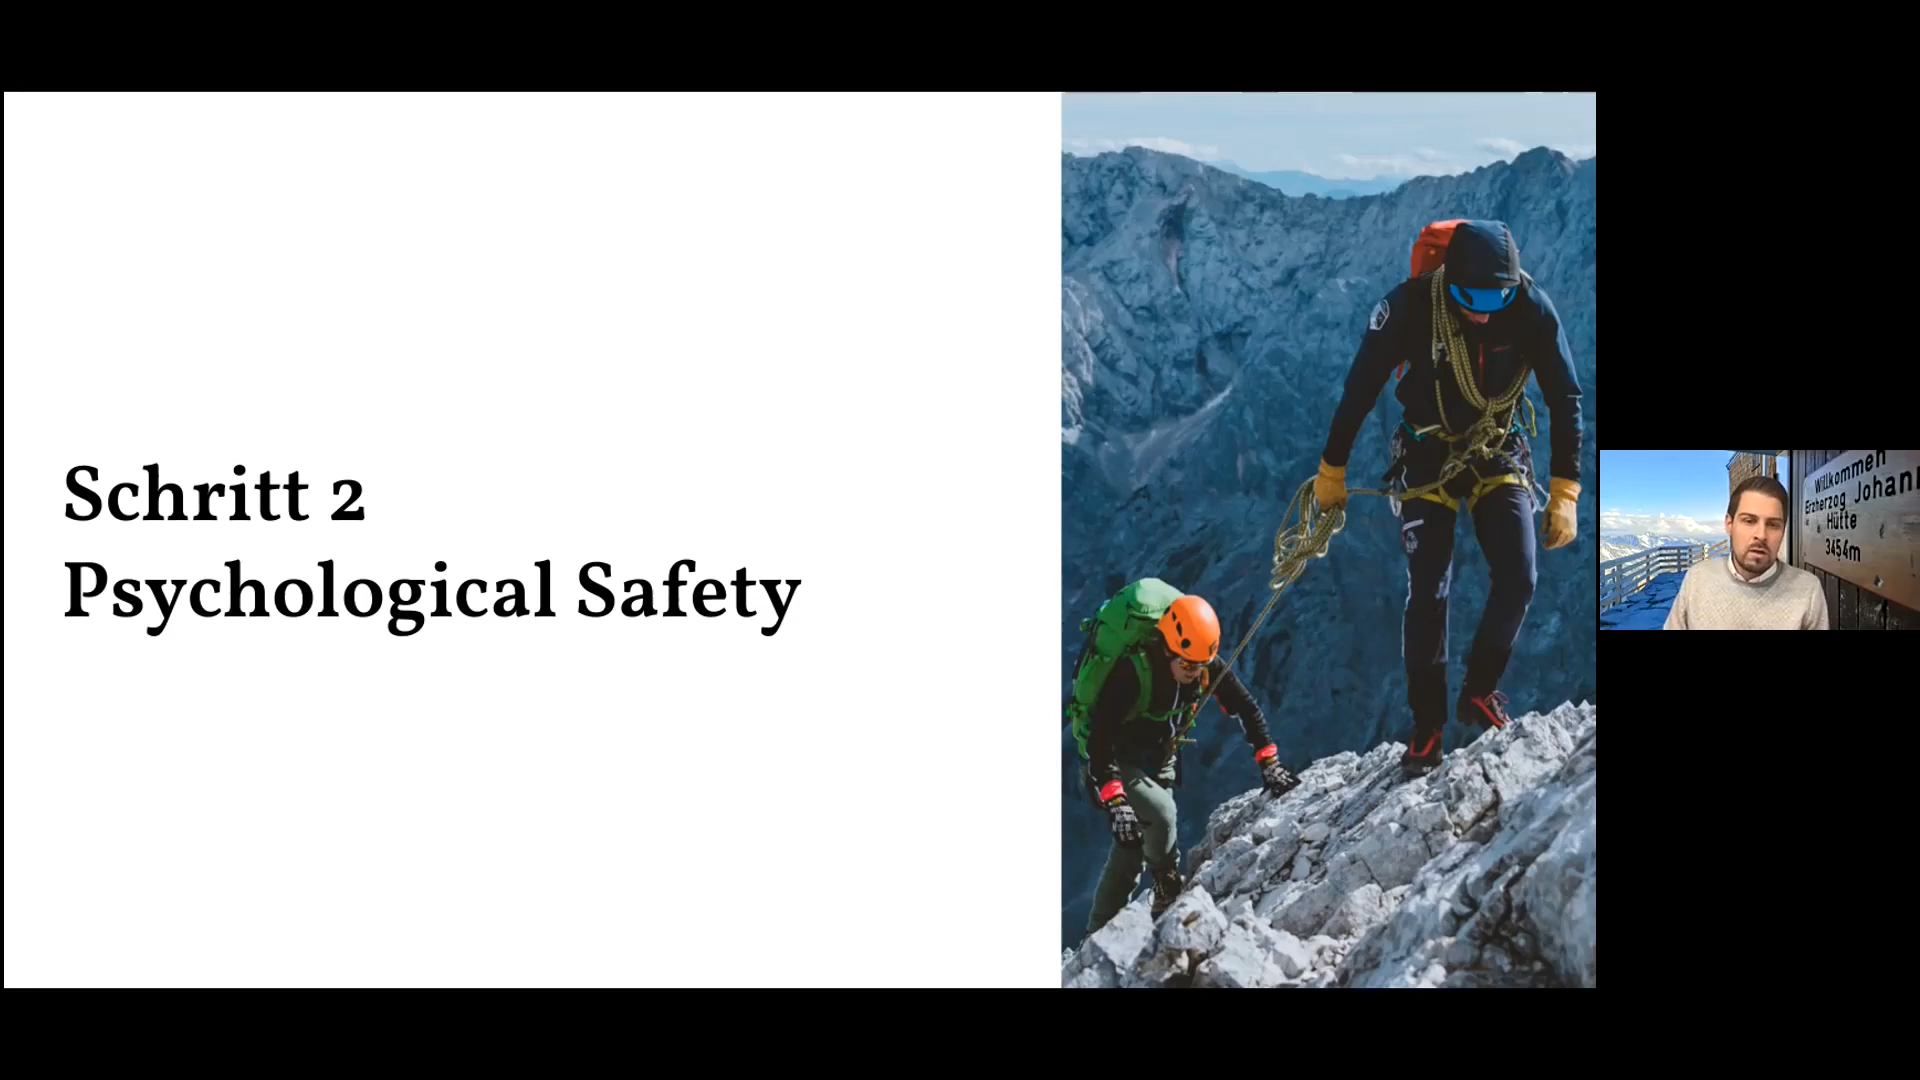 Schritt 2
Psychological Safety
Willkommen
Erzherzog Johann
Hütte
3454m